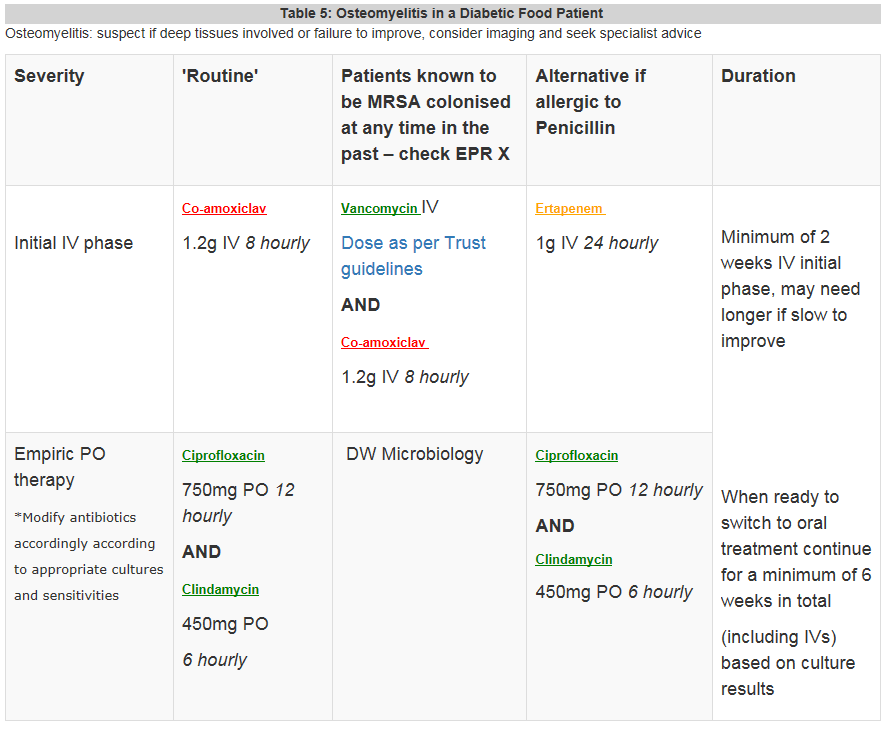 Table 5: Osteomyelitis in a Diabetic Food Patient
Osteomyelitis: suspect if deep tissues involved or failure to improve, consider imaging and seek specialist advice
Severity
'Routine'
Patients known to
be MRSA colonised
at any time in the
past – check EPR X
Alternative if
allergic to
Penicillin
Duration
Initial IV phase
Co-amoxiclav
1.2g IV 8 hourly
Vancomycin IV
Dose as per Trust
guidelines
AND
Co-amoxiclav
1.2g IV 8 hourly
Ertapenem
1g IV 24 hourly
Minimum of 2
weeks IV initial
phase, may need
longer if slow to
improve
Empiric PO
therapy
*Modify antibiotics
accordingly according
to appropriate cultures
and sensitivities
Ciprofloxacin
750mg PO 12
hourly
AND
Clindamycin
450mg PO
6 hourly
DW Microbiology
Ciprofloxacin
750mg PO 12 hourly
AND
Clindamycin
450mg PO 6 hourly
When ready to
switch to oral
treatment continue
for a minimum of 6
weeks in total
(including IVs)
based on culture
results